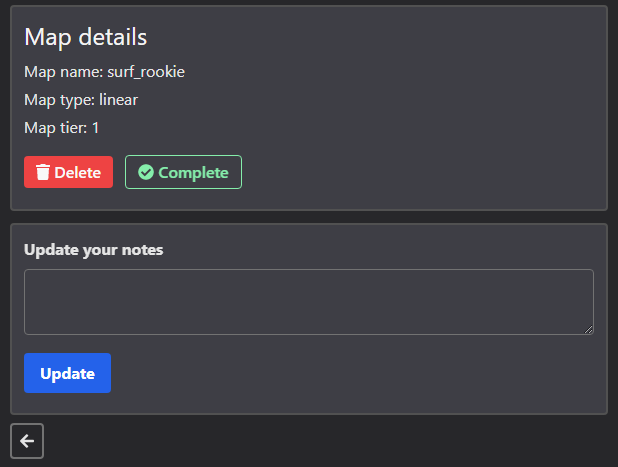 Map details
Map name: surf_rookie
Map type: linear
Map tier: 1
Delete Complete
Update your notes
Update